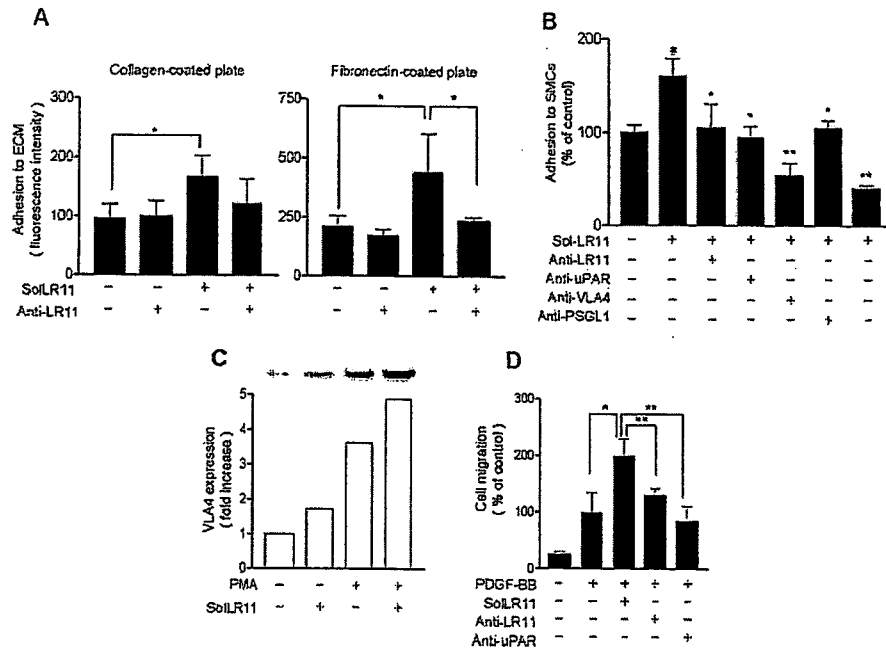 A
Collagen-coated plate
Fibronectin-coated plate
Adhesion to ECM
( fluorescence intensity)
300
200
100
0
750
500
250
0
*
* *
SolLR11 − − + +
Anti-LR11 − + − +
− − + +
− + − +
B
Adhesion to SMCs
(% of control)
200
100
0
# * * ** * **
Sol-LR11 − + + + + + +
Anti-LR11 − − + − − − −
Anti-uPAR − − − + − − −
Anti-VLA4 − − − − + − −
Anti-PSGL1 − − − − − + −
C
VLA4 expression
( fold increase )
5
4
3
2
1
0
PMA − − + +
SolLR11 − + − +
D
Cell migration
( % of control)
300
200
100
0
* **
**
PDGF-BB − + + + +
SolLR11 − − + − −
Anti-LR11 − − − + −
Anti-uPAR − − − − +